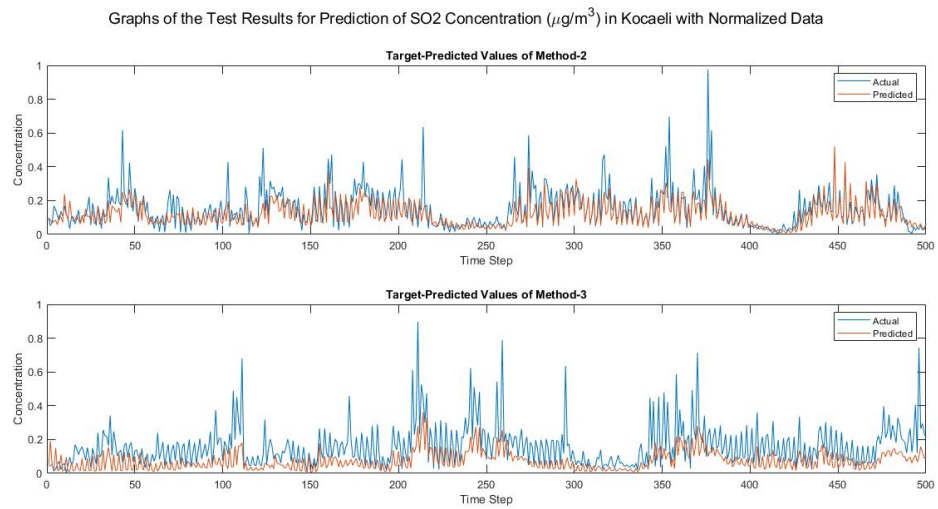 Graphs of the Test Results for Prediction of SO2 Concentration (μg/m³) in Kocaeli with Normalized Data
Target-Predicted Values of Method-2
1
0.8
0.6
0.4
0.2
0
Concentration
Actual
Predicted
0 50 100 150 200 250 300 350 400 450 500
Time Step
Target-Predicted Values of Method-3
1
0.8
0.6
0.4
0.2
0
Concentration
Actual
Predicted
0 50 100 150 200 250 300 350 400 450 500
Time Step